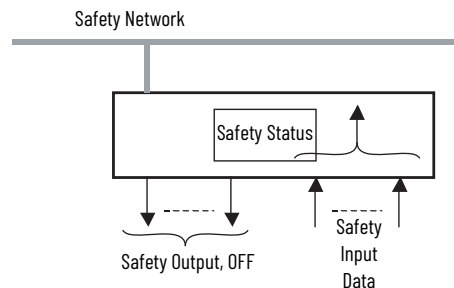 Safety Network
Safety Status
Safety Output, OFF
Safety
Input
Data